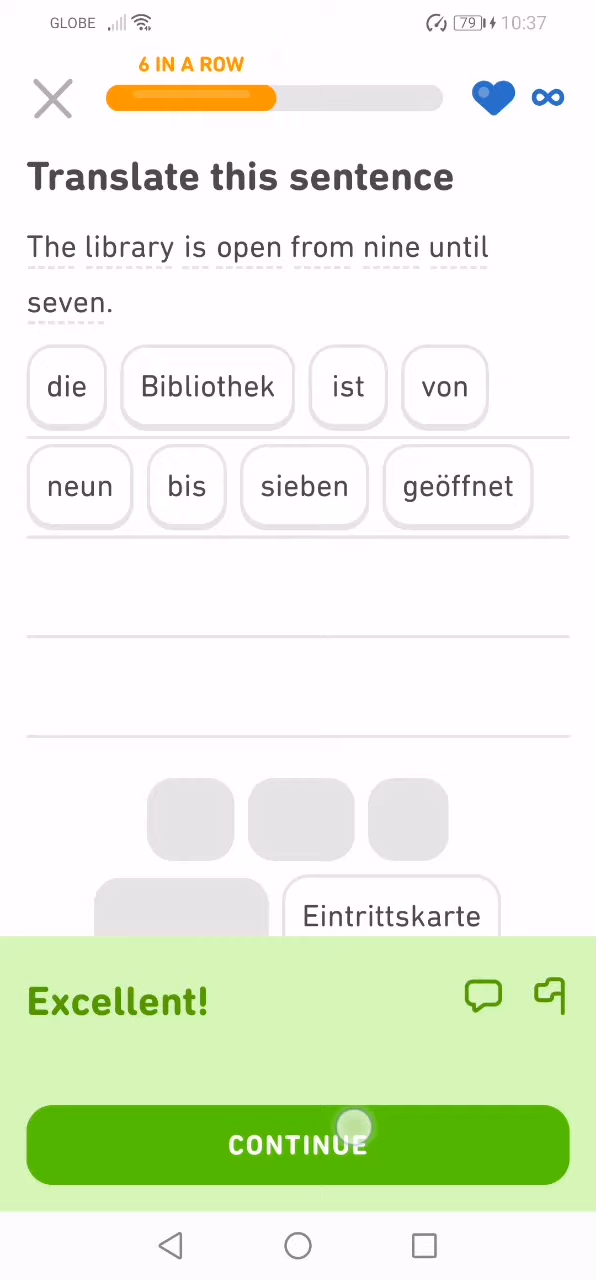 GLOBE 79 10:37
6 IN A ROW
Translate this sentence
The library is open from nine until
seven.
die Bibliothek ist von
neun bis sieben geöffnet
Eintrittskarte
Excellent!
CONTINUE